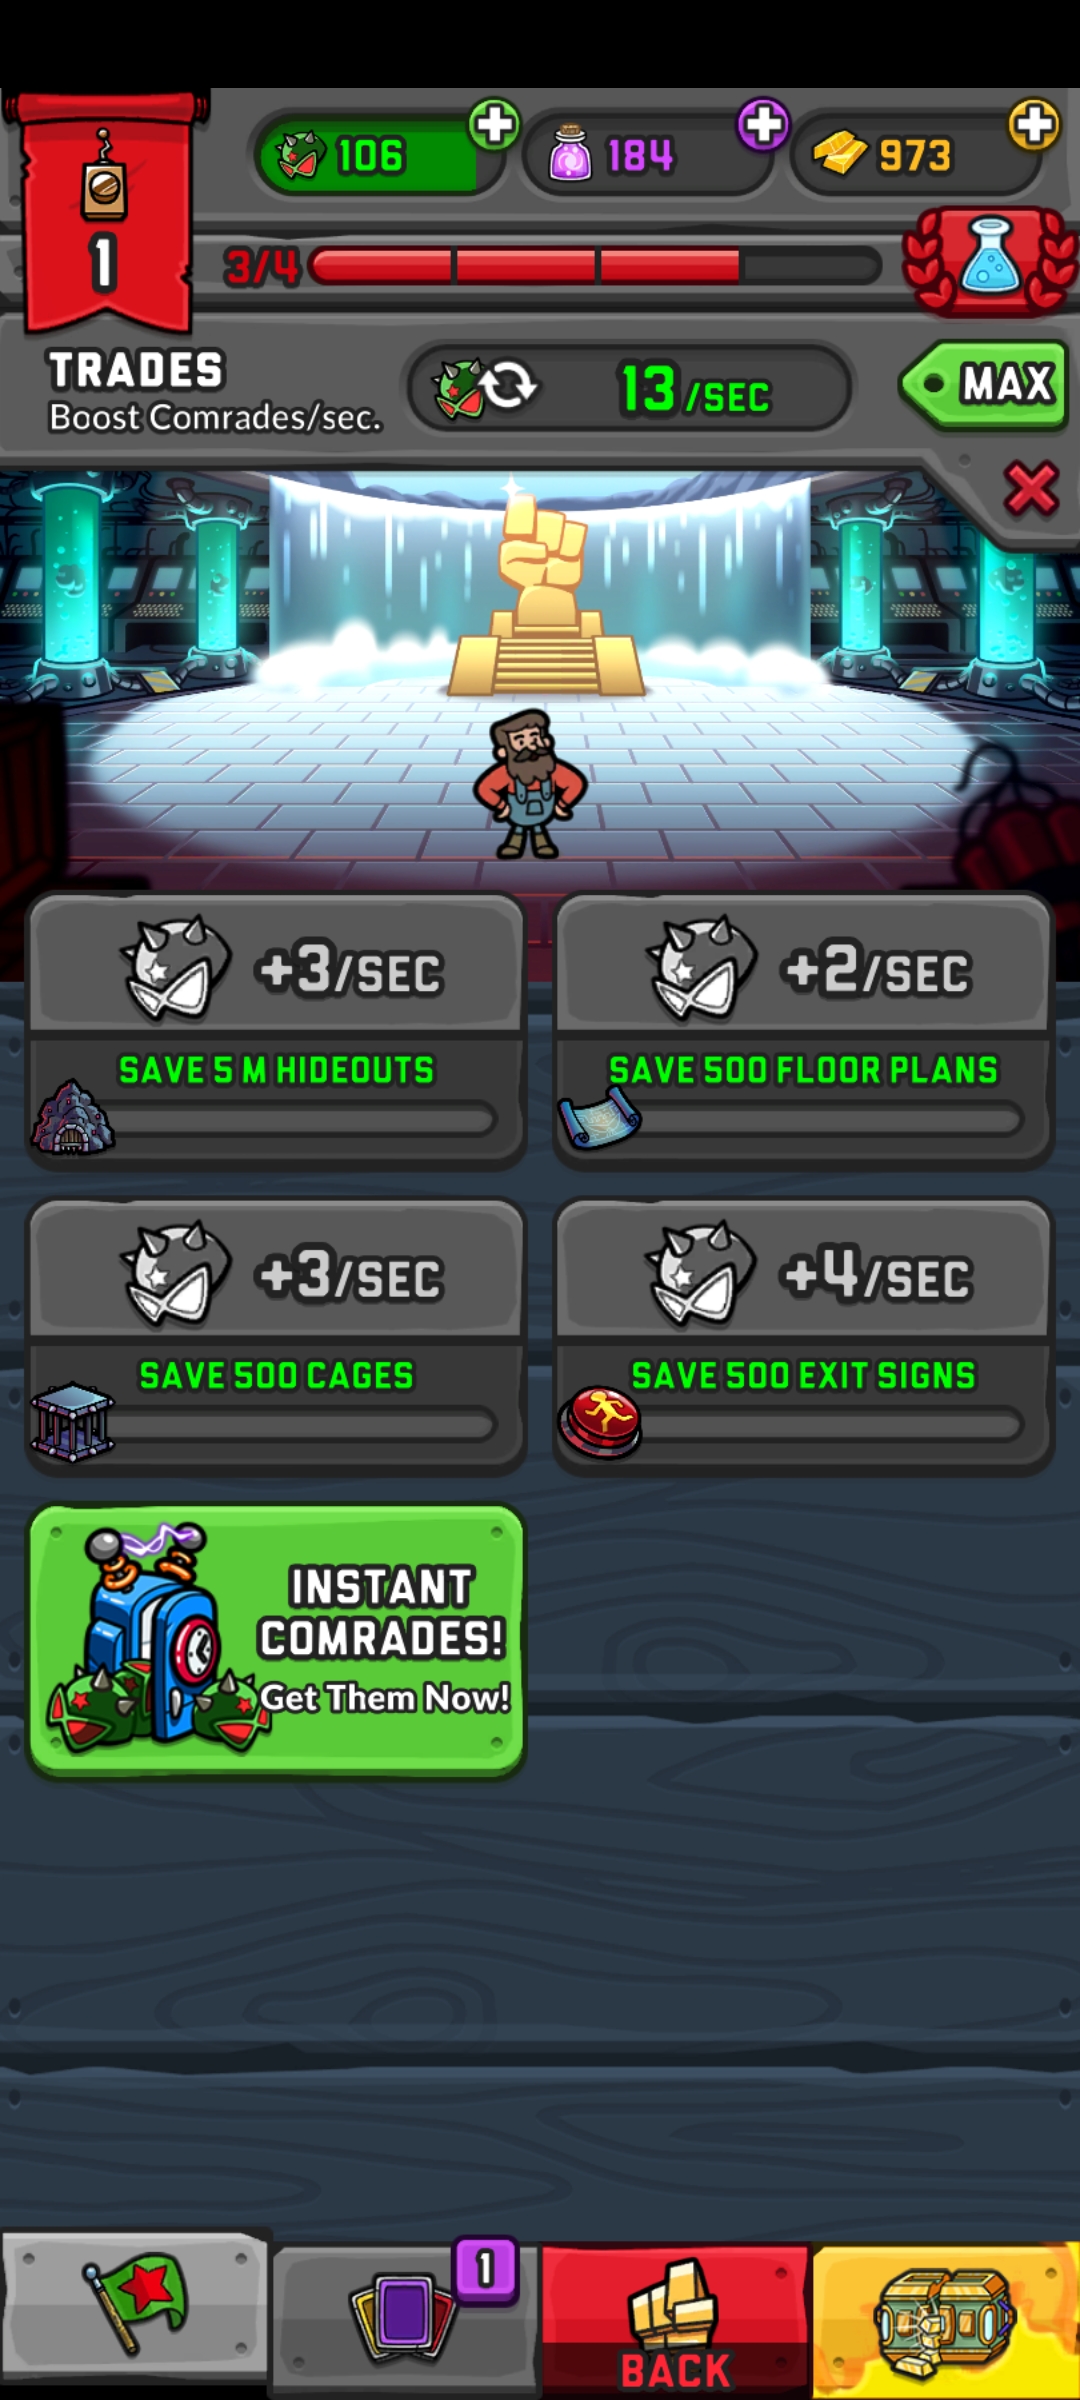 106
184
973
1
3/4
TRADES
Boost Comrades/sec.
13/SEC
MAX
+3/SEC
+2/SEC
SAVE 5 M HIDEOUTS
SAVE 500 FLOOR PLANS
+3/SEC
+4/SEC
SAVE 500 CAGES
SAVE 500 EXIT SIGNS
INSTANT
COMRADES!
Get Them Now!
1
BACK